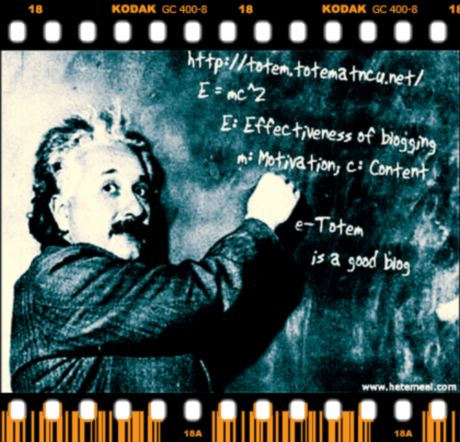 18 KODAK GC 400-8 18 KODAK GC 400-8 18
http://totem.totematncu.net/
E = mc^2
E: Effectiveness of blogging
m: Motivation; c: Content
e-Totem
is a good blog
www.hetemeel.com
18A 18A